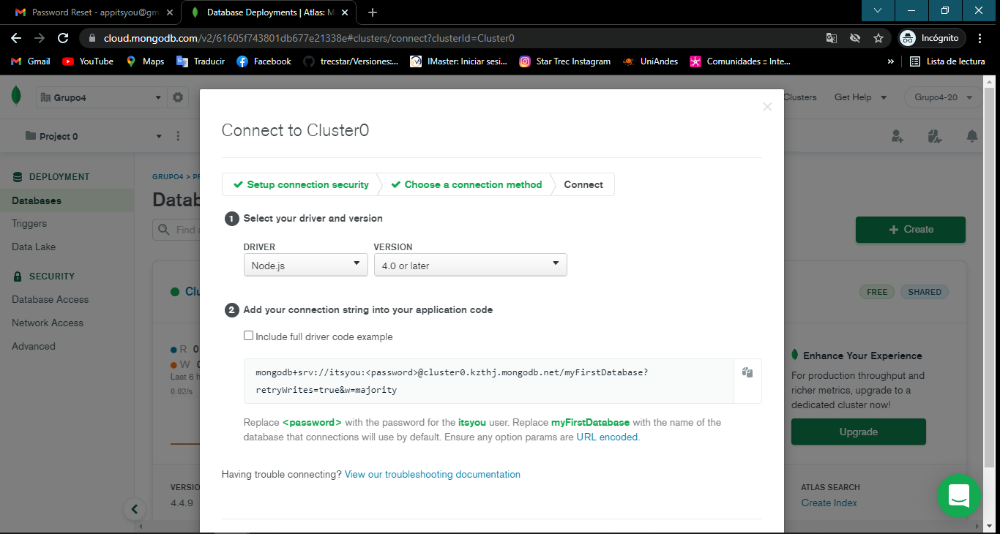 Password Reset - appitsyou@gm
Database Deployments | Atlas: M
cloud.mongodb.com/v2/61605f743801db677e21338e#clusters/connect?clusterId=Cluster0
Incógnito
Gmail
YouTube
Maps
Traducir
Facebook
trecstar/Versiones:...
IMaster: Iniciar sesi...
Star Trec Instagram
UniAndes
Comunidades :: Inte...
»
Lista de lectura
Grupo4
Clusters
Get Help
Grupo4-20
Project 0
Connect to Cluster0
Setup connection security
Choose a connection method
Connect
DEPLOYMENT
Databases
Triggers
Data Lake
SECURITY
Database Access
Network Access
Advanced
GRUPO4 > P
Datab
Find
+ Create
1 Select your driver and version
DRIVER
VERSION
Node.js
4.0 or later
2 Add your connection string into your application code
Include full driver code example
mongodb+srv://itsyou:<password>@cluster0.kzthj.mongodb.net/myFirstDatabase?
retryWrites=true&w=majority
Replace <password> with the password for the itsyou user. Replace myFirstDatabase with the name of the
database that connections will use by default. Ensure any option params are URL encoded.
Having trouble connecting? View our troubleshooting documentation
Clu
R 0
W 0
Last 6 h
VERSIO
4.4.9
FREE
SHARED
Enhance Your Experience
For production throughput and
richer metrics, upgrade to a
dedicated cluster now!
Upgrade
ATLAS SEARCH
Create Index